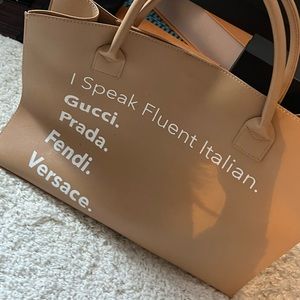 I Speak Fluent Italian.
Gucci.
Prada.
Fendi.
Versace.